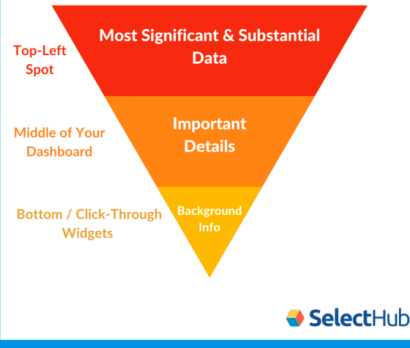 Most Significant & Substantial
Data
Top-Left
Spot
Important
Details
Middle of Your
Dashboard
Background
Info
Bottom / Click-Through
Widgets
SelectHub